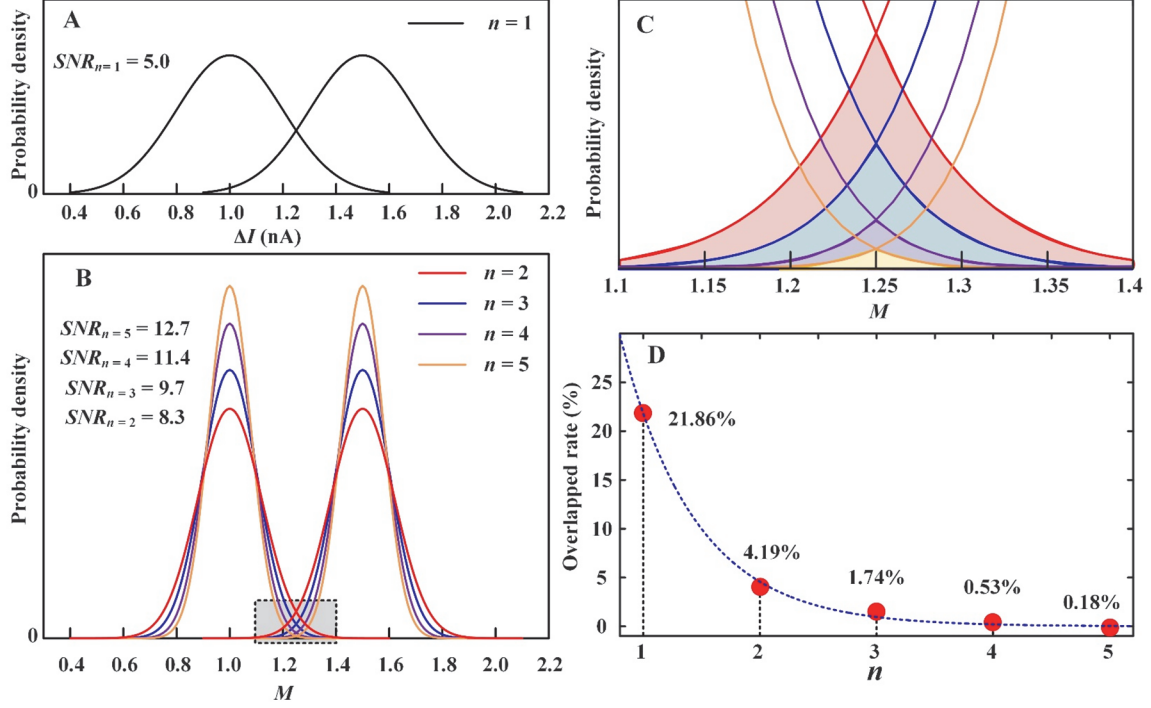 A
n = 1
SNRn=1 = 5.0
Probability density
0
0.4 0.6 0.8 1.0 1.2 1.4 1.6 1.8 2.0 2.2
ΔI (nA)
B
n = 2
n = 3
n = 4
n = 5
SNRn=5 = 12.7
SNRn=4 = 11.4
SNRn=3 = 9.7
SNRn=2 = 8.3
Probability density
0
0.4 0.6 0.8 1.0 1.2 1.4 1.6 1.8 2.0 2.2
M
C
Probability density
1.1 1.15 1.2 1.25 1.3 1.35 1.4
M
D
Overlapped rate (%)
25
20
15
10
5
0
21.86%
4.19%
1.74%
0.53%
0.18%
1 2 3 4 5
n